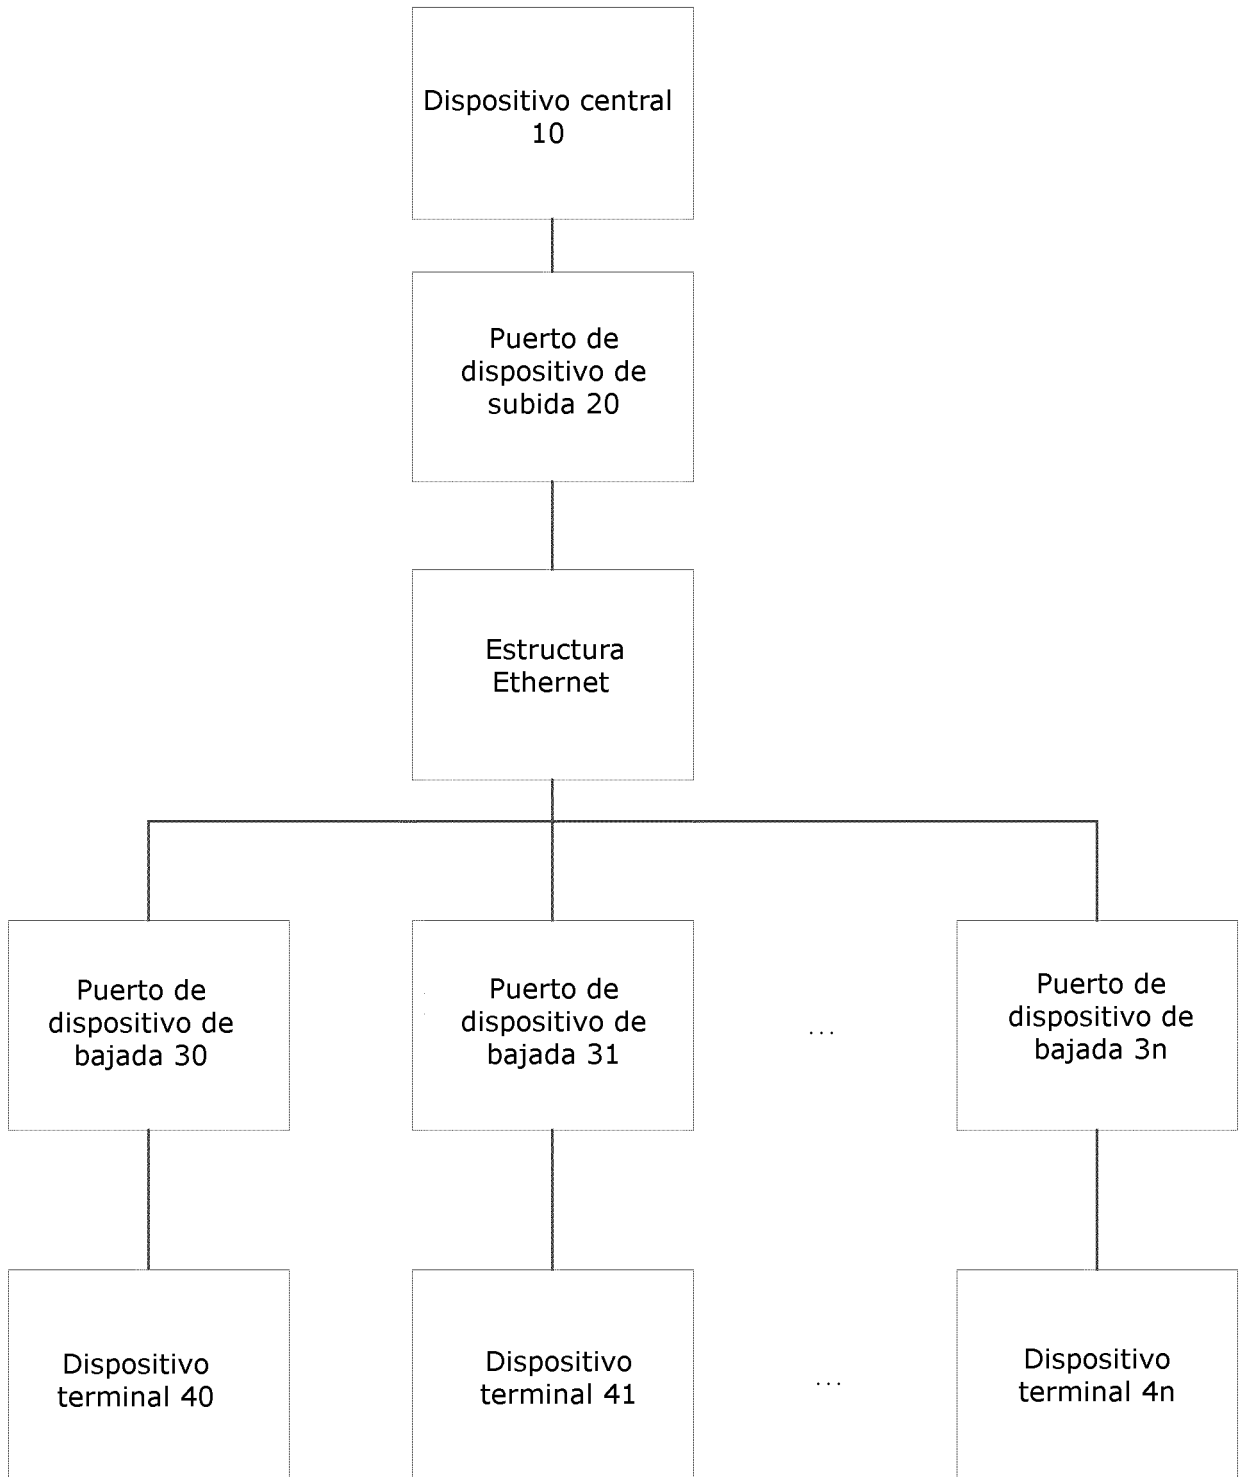 Dispositivo central
10
Puerto de
dispositivo de
subida 20
Estructura
Ethernet
Puerto de
dispositivo de
bajada 30
Puerto de
dispositivo de
bajada 31
...
Puerto de
dispositivo de
bajada 3n
Dispositivo
terminal 40
Dispositivo
terminal 41
...
Dispositivo
terminal 4n